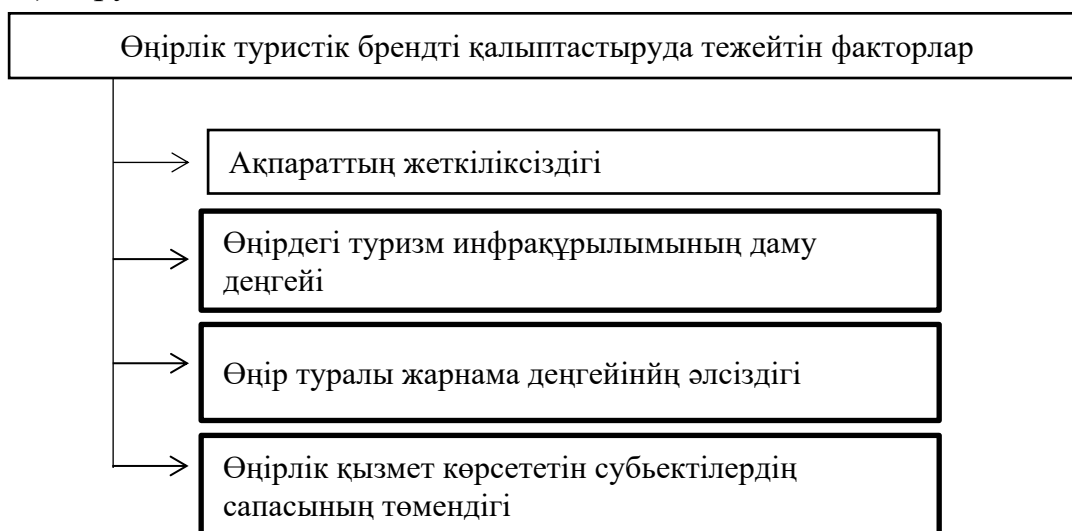 Өңірлік туристік брендті қалыптастыруда тежейтін факторлар
Ақпараттың жеткіліксіздігі
Өңірдегі туризм инфрақұрылымының даму
деңгейі
Өңір туралы жарнама деңгейінйң әлсіздігі
Өңірлік қызмет көрсететін субьектілердің
сапасының төмендігі